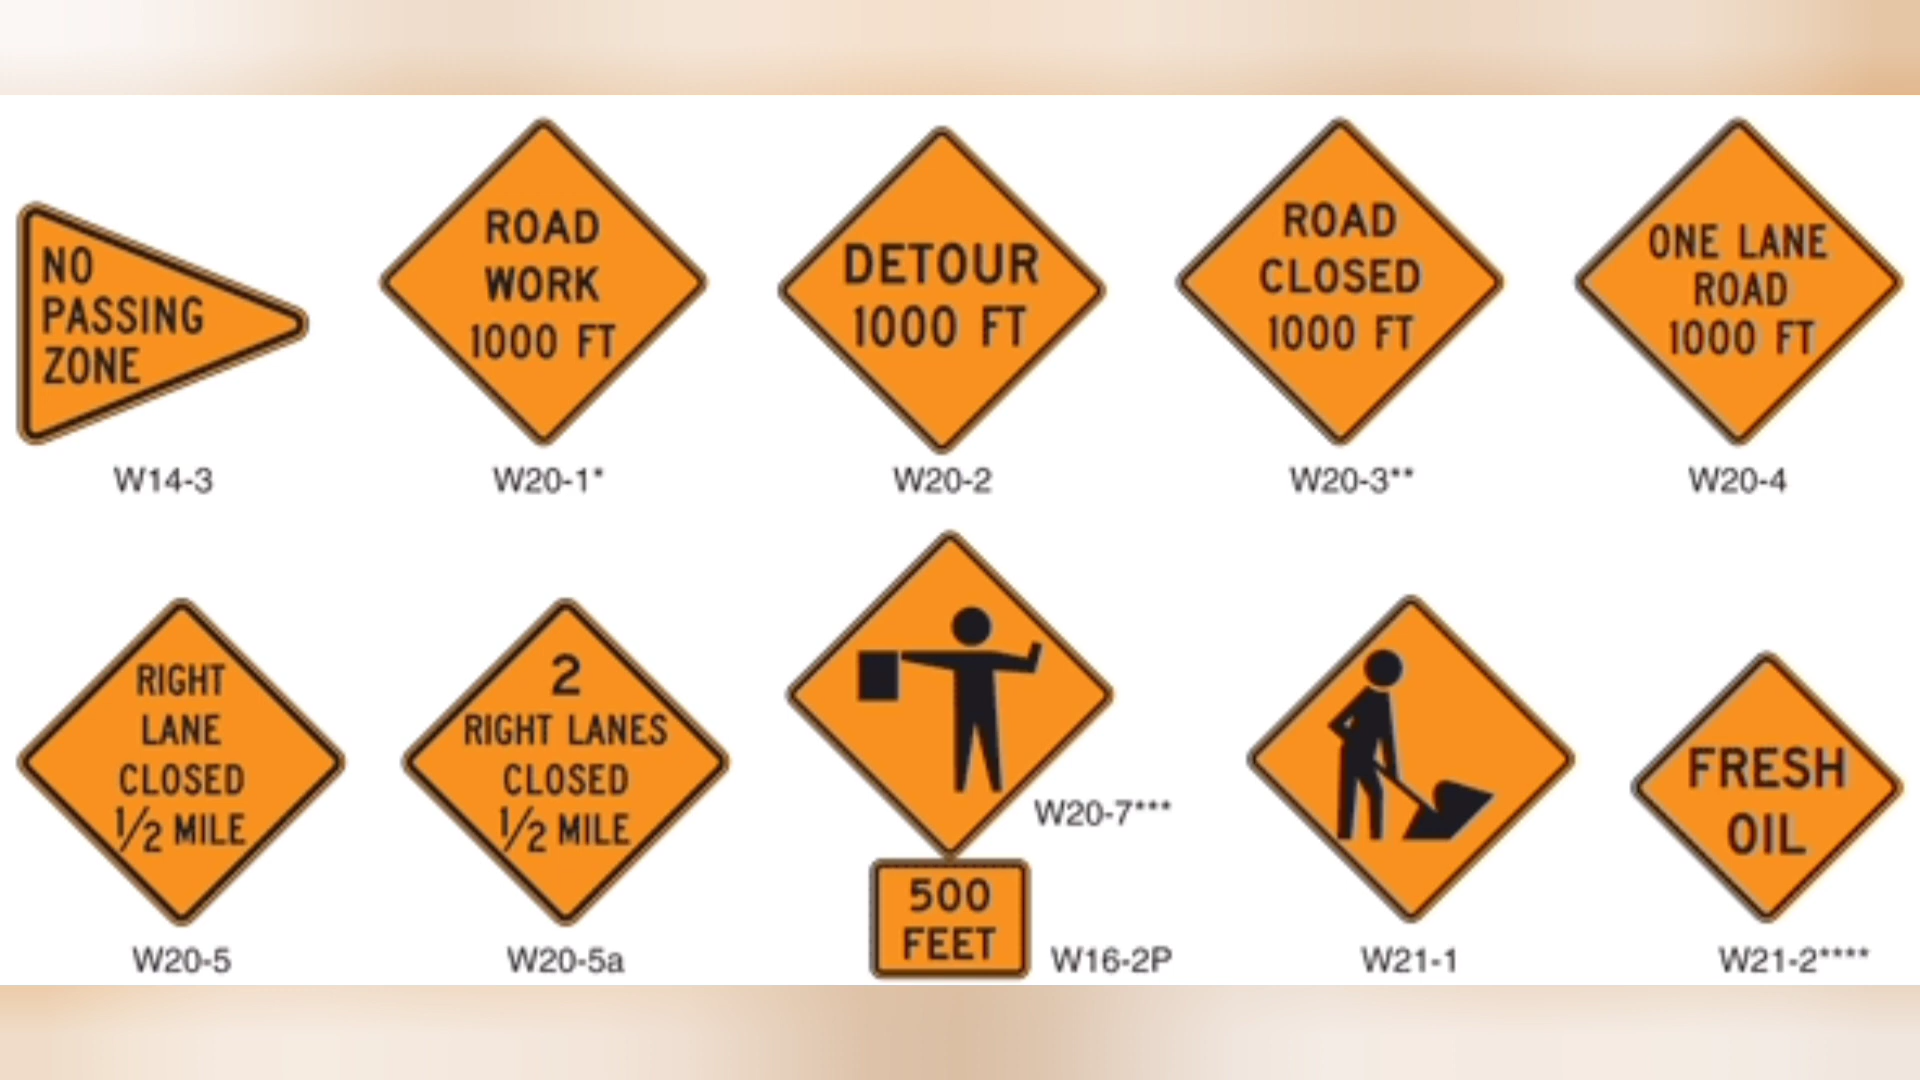 NO
PASSING
ZONE
W14-3
ROAD
WORK
1000 FT
W20-1*
DETOUR
1000 FT
W20-2
ROAD
CLOSED
1000 FT
W20-3**
ONE LANE
ROAD
1000 FT
W20-4
RIGHT
LANE
CLOSED
1/2 MILE
W20-5
2
RIGHT LANES
CLOSED
1/2 MILE
W20-5a
W20-7***
500
FEET
W16-2P
W21-1
FRESH
OIL
W21-2****